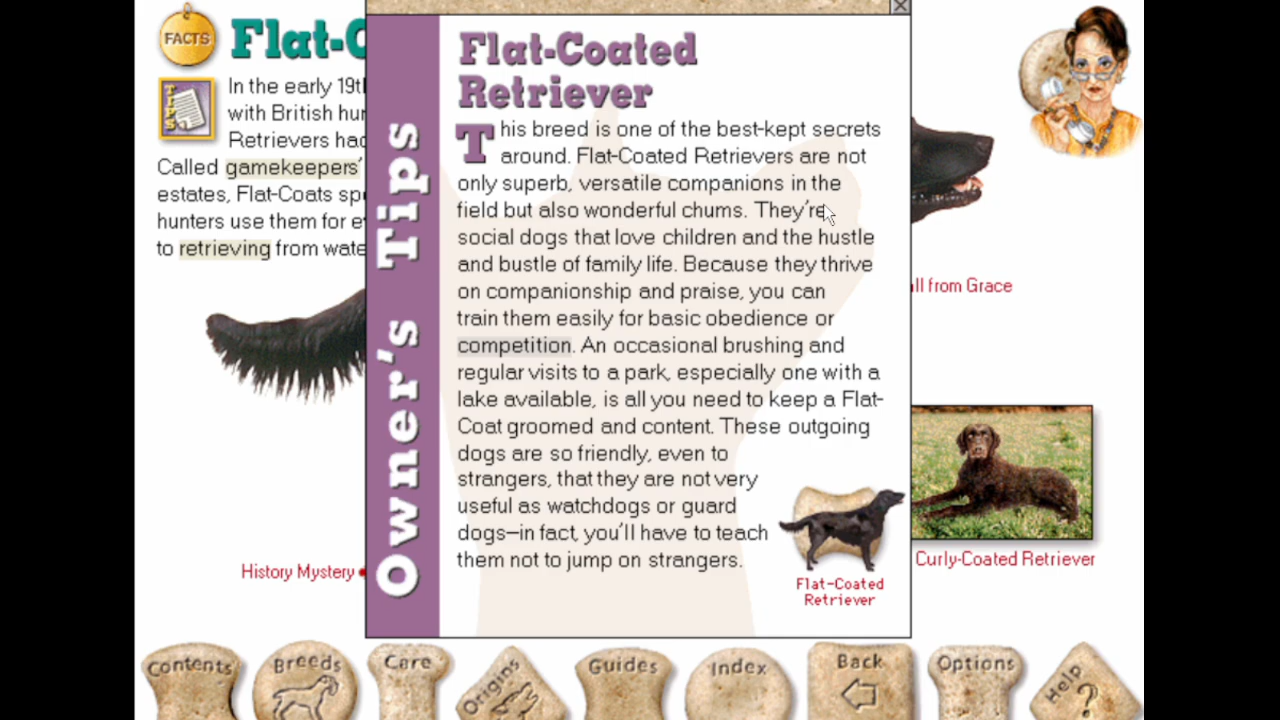 FACTS
Flat-C
TIPS
In the early 19t
with British hu
Retrievers had
Called gamekeepers'
estates, Flat-Coats sp
hunters use them for e
to retrieving from wate
History Mystery
Owner's Tips
Flat-Coated
Retriever
This breed is one of the best-kept secrets
around. Flat-Coated Retrievers are not
only superb, versatile companions in the
field but also wonderful chums. They're
social dogs that love children and the hustle
and bustle of family life. Because they thrive
on companionship and praise, you can
train them easily for basic obedience or
competition. An occasional brushing and
regular visits to a park, especially one with a
lake available, is all you need to keep a Flat-
Coat groomed and content. These outgoing
dogs are so friendly, even to
strangers, that they are not very
useful as watchdogs or guard
dogs—in fact, you'll have to teach
them not to jump on strangers.
Flat-Coated
Retriever
ll from Grace
Curly-Coated Retriever
Contents
Breeds
Care
Origins
Guides
Index
Back
Options
Help
?